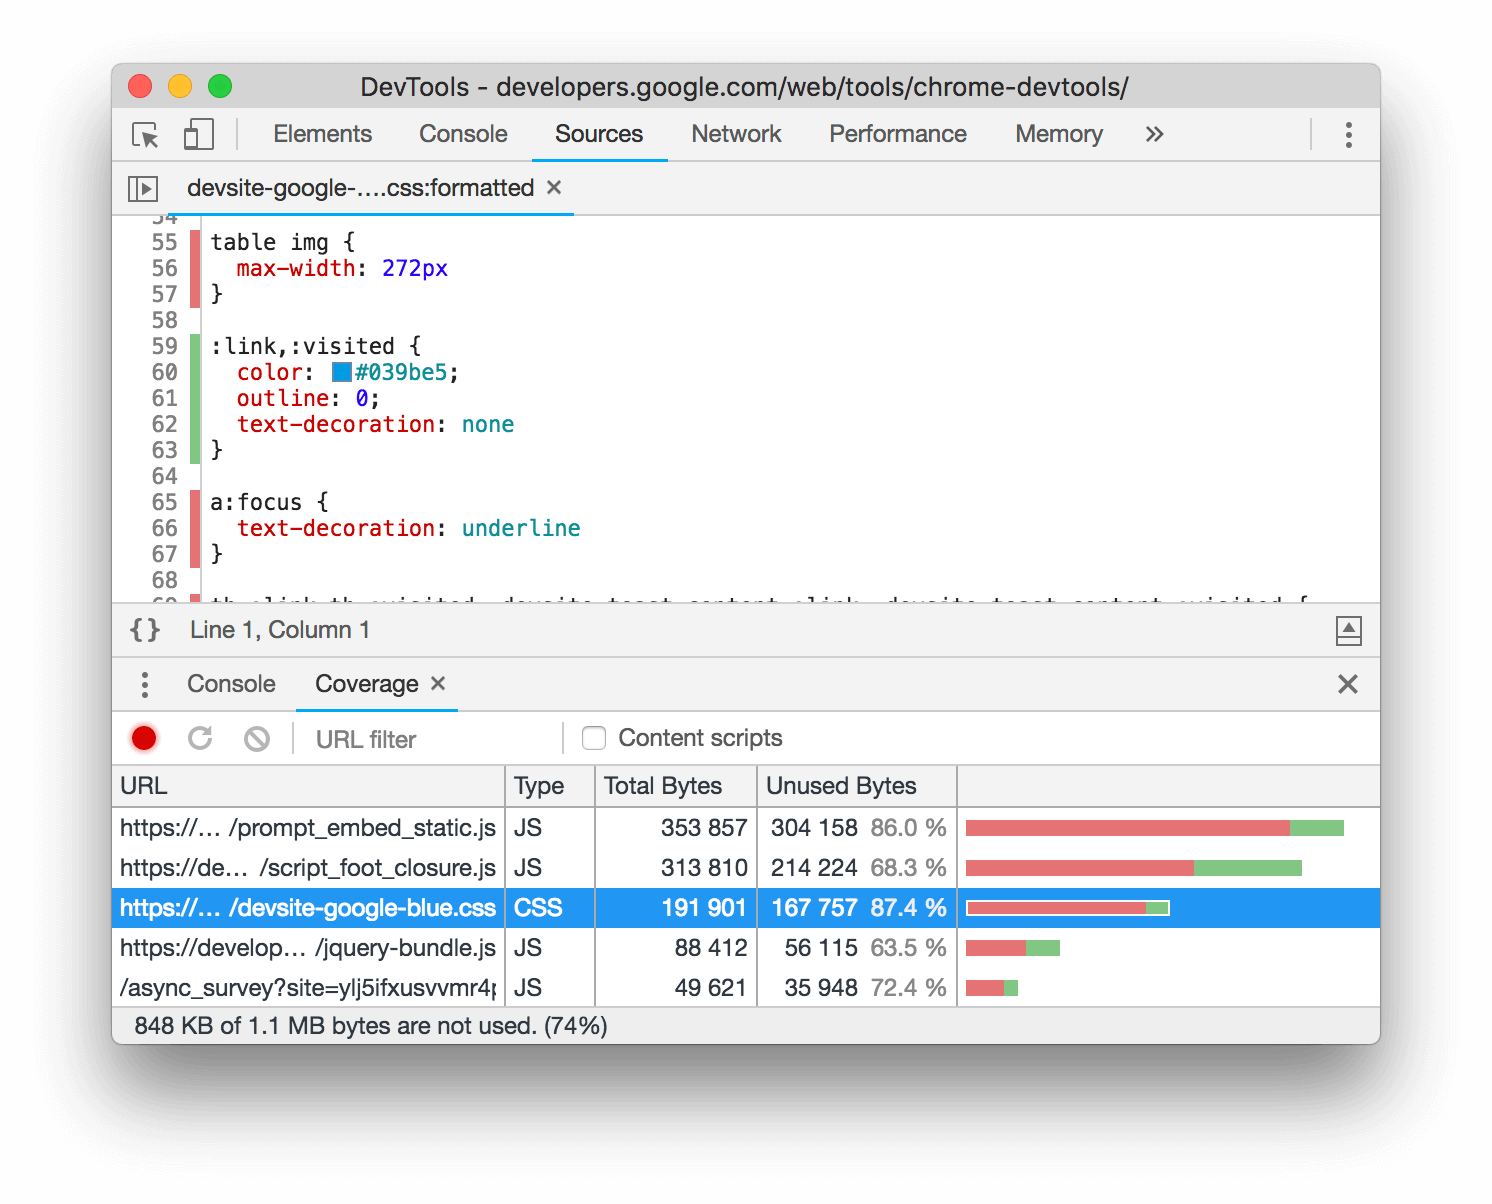 DevTools - developers.google.com/web/tools/chrome-devtools/
Elements Console Sources Network Performance Memory »
devsite-google-….css:formatted ×
54
55 table img {
56 max-width: 272px
57 }
58
59 :link,:visited {
60 color: #039be5;
61 outline: 0;
62 text-decoration: none
63 }
64
65 a:focus {
66 text-decoration: underline
67 }
68
{} Line 1, Column 1
Console Coverage ×
URL filter Content scripts
URL Type Total Bytes Unused Bytes
https://… /prompt_embed_static.js JS 353 857 304 158 86.0 %
https://de… /script_foot_closure.js JS 313 810 214 224 68.3 %
https://… /devsite-google-blue.css CSS 191 901 167 757 87.4 %
https://develop… /jquery-bundle.js JS 88 412 56 115 63.5 %
/async_survey?site=ylj5ifxusvvmr4p JS 49 621 35 948 72.4 %
848 KB of 1.1 MB bytes are not used. (74%)